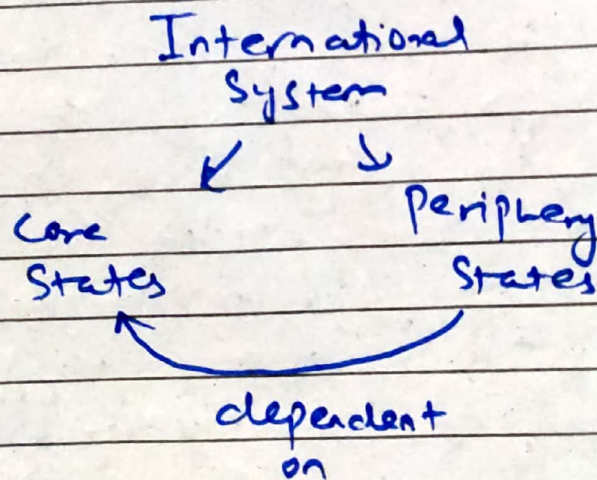 International
System
Core
States
Periphery
States
dependent
on